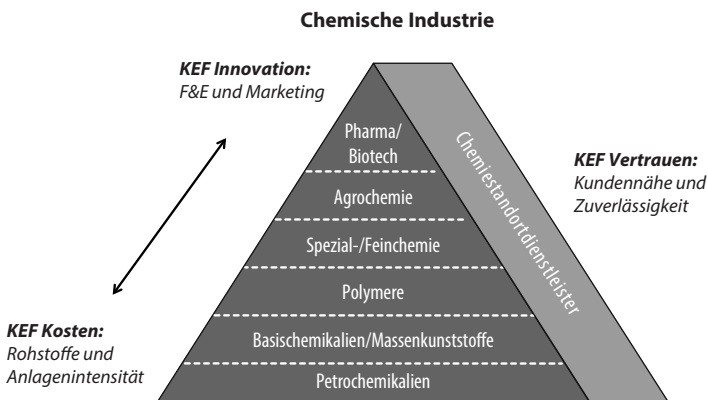 Chemische Industrie
KEF Innovation:
F&E und Marketing
Pharma/
Biotech
Agrochemie
Spezial-/Feinchemie
Polymere
Basischemikalien/Massenkunststoffe
Petrochemikalien
Chemiestandortdienstleister
KEF Vertrauen:
Kundennähe und
Zuverlässigkeit
KEF Kosten:
Rohstoffe und
Anlagenintensität